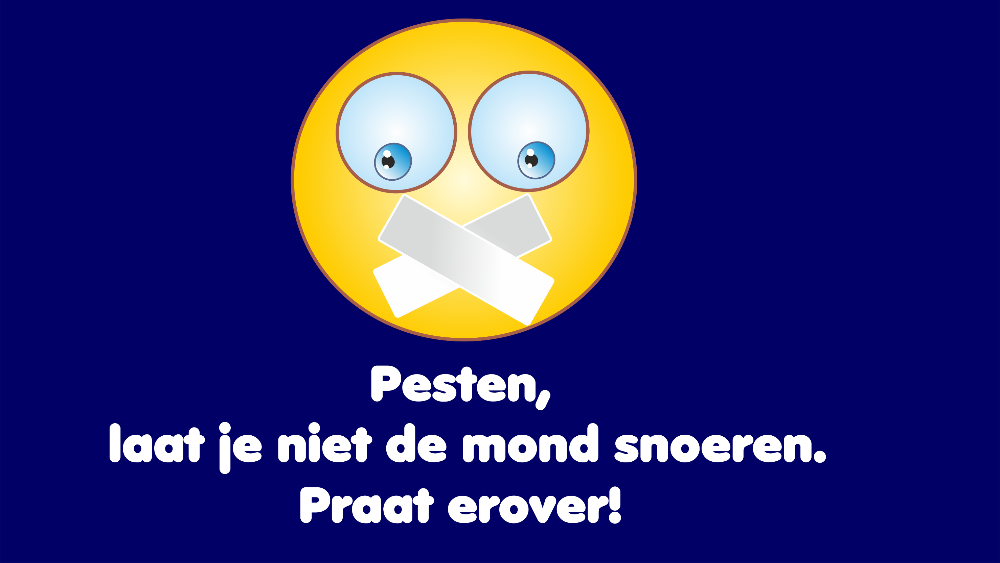 Pesten,
laat je niet de mond snoeren.
Praat erover!